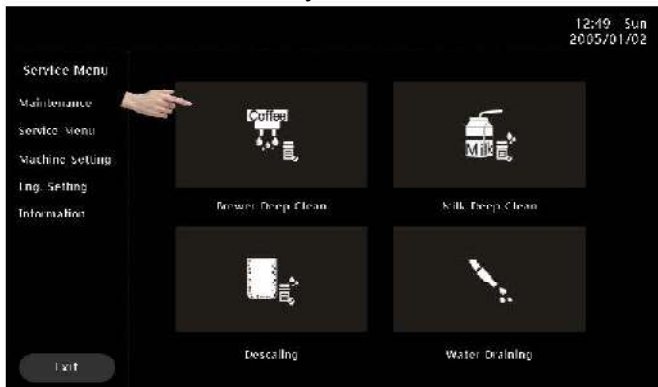 12:49 Sun
2005/01/02
Service Menu
Maintenance
Service Menu
Machine Setting
Eng. Setting
Information
Exit
Coffee
Milk
Brewer Deep Clean
Milk Deep Clean
Descaling
Water Draining